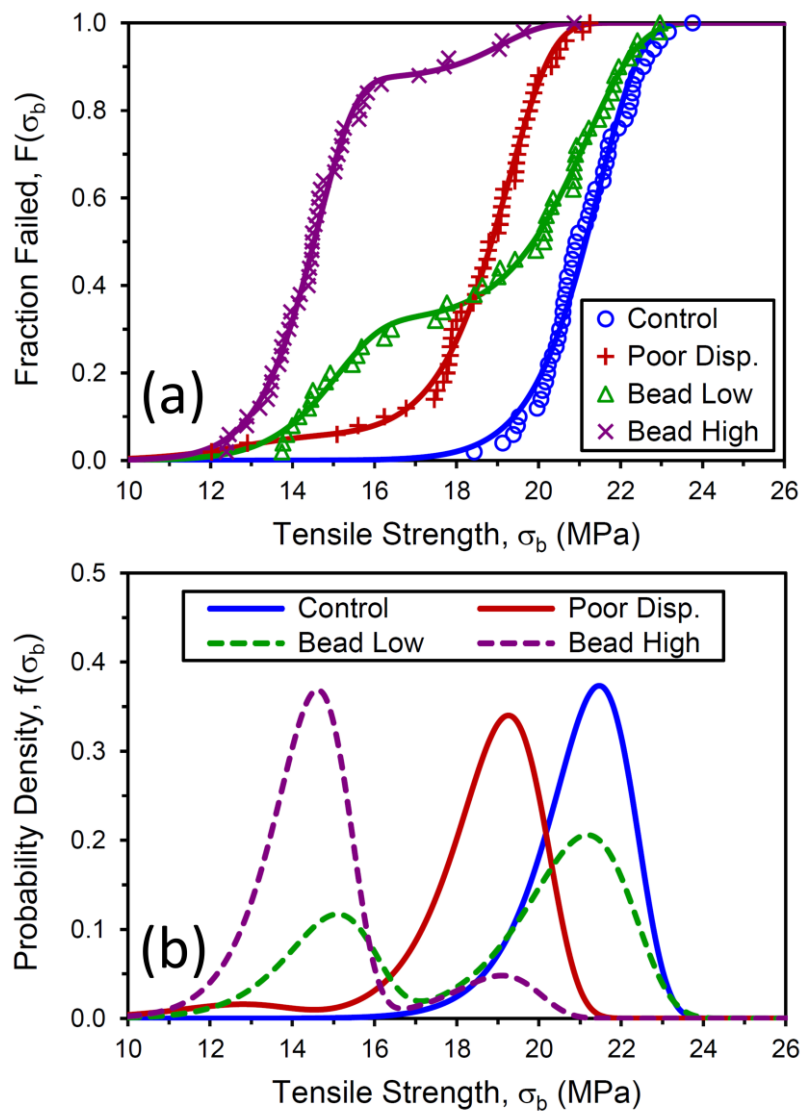 1.0
0.8
0.6
0.4
0.2
0.0
Fraction Failed, F(σb)
(a)
Control
Poor Disp.
Bead Low
Bead High
10 12 14 16 18 20 22 24 26
Tensile Strength, σb (MPa)
0.5
0.4
0.3
0.2
0.1
0.0
Probability Density, f(σb)
Control Poor Disp.
Bead Low Bead High
(b)
10 12 14 16 18 20 22 24 26
Tensile Strength, σb (MPa)